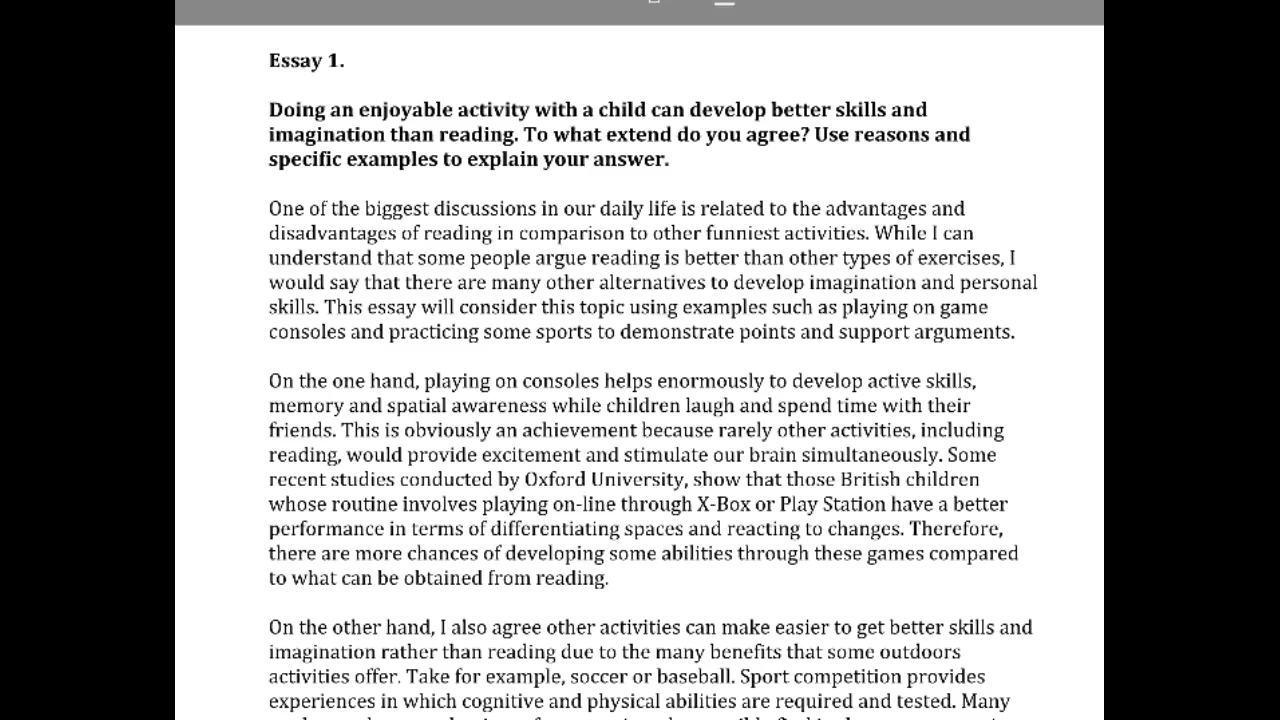 Essay 1.
Doing an enjoyable activity with a child can develop better skills and
imagination than reading. To what extend do you agree? Use reasons and
specific examples to explain your answer.
One of the biggest discussions in our daily life is related to the advantages and
disadvantages of reading in comparison to other funniest activities. While I can
understand that some people argue reading is better than other types of exercises, I
would say that there are many other alternatives to develop imagination and personal
skills. This essay will consider this topic using examples such as playing on game
consoles and practicing some sports to demonstrate points and support arguments.
On the one hand, playing on consoles helps enormously to develop active skills,
memory and spatial awareness while children laugh and spend time with their
friends. This is obviously an achievement because rarely other activities, including
reading, would provide excitement and stimulate our brain simultaneously. Some
recent studies conducted by Oxford University, show that those British children
whose routine involves playing on-line through X-Box or Play Station have a better
performance in terms of differentiating spaces and reacting to changes. Therefore,
there are more chances of developing some abilities through these games compared
to what can be obtained from reading.
On the other hand, I also agree other activities can make easier to get better skills and
imagination rather than reading due to the many benefits that some outdoors
activities offer. Take for example, soccer or baseball. Sport competition provides
experiences in which cognitive and physical abilities are required and tested. Many